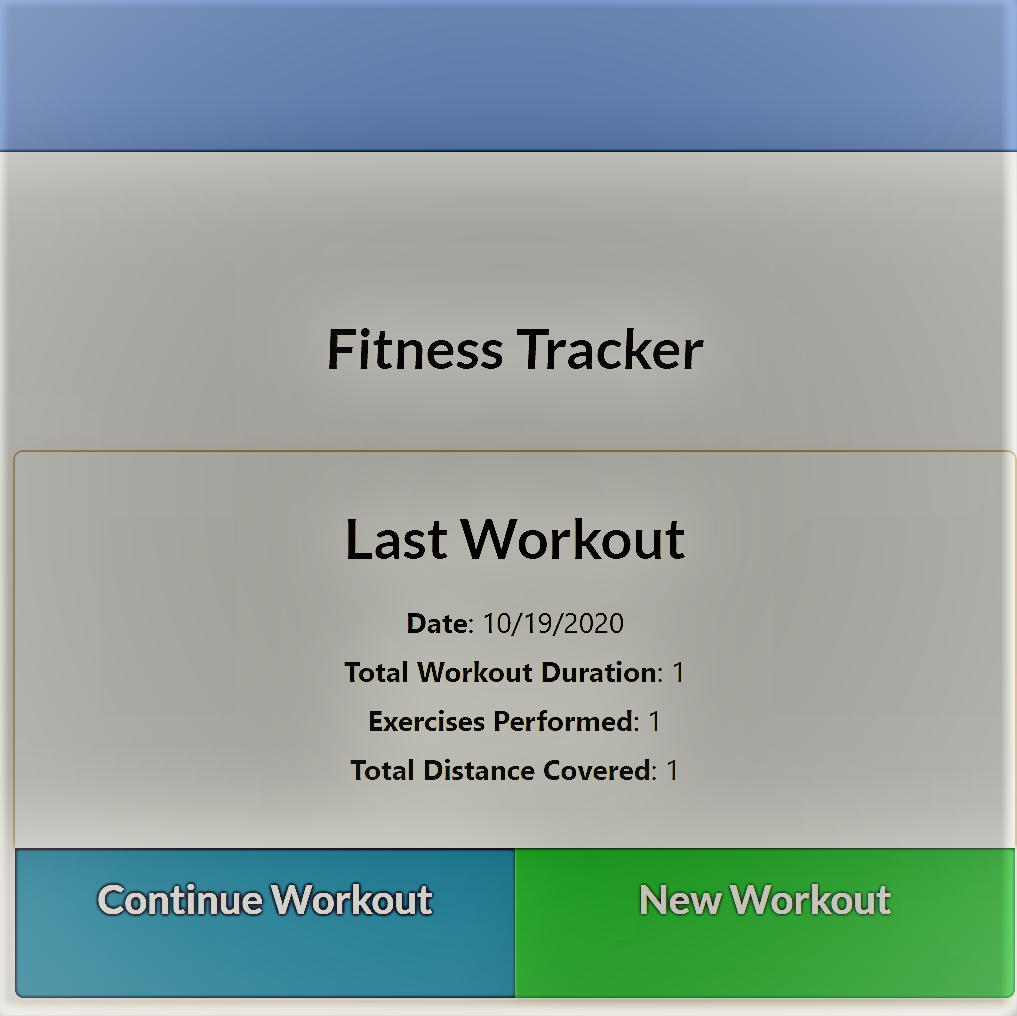 Fitness Tracker
Last Workout
Date: 10/19/2020
Total Workout Duration: 1
Exercises Performed: 1
Total Distance Covered: 1
Continue Workout
New Workout